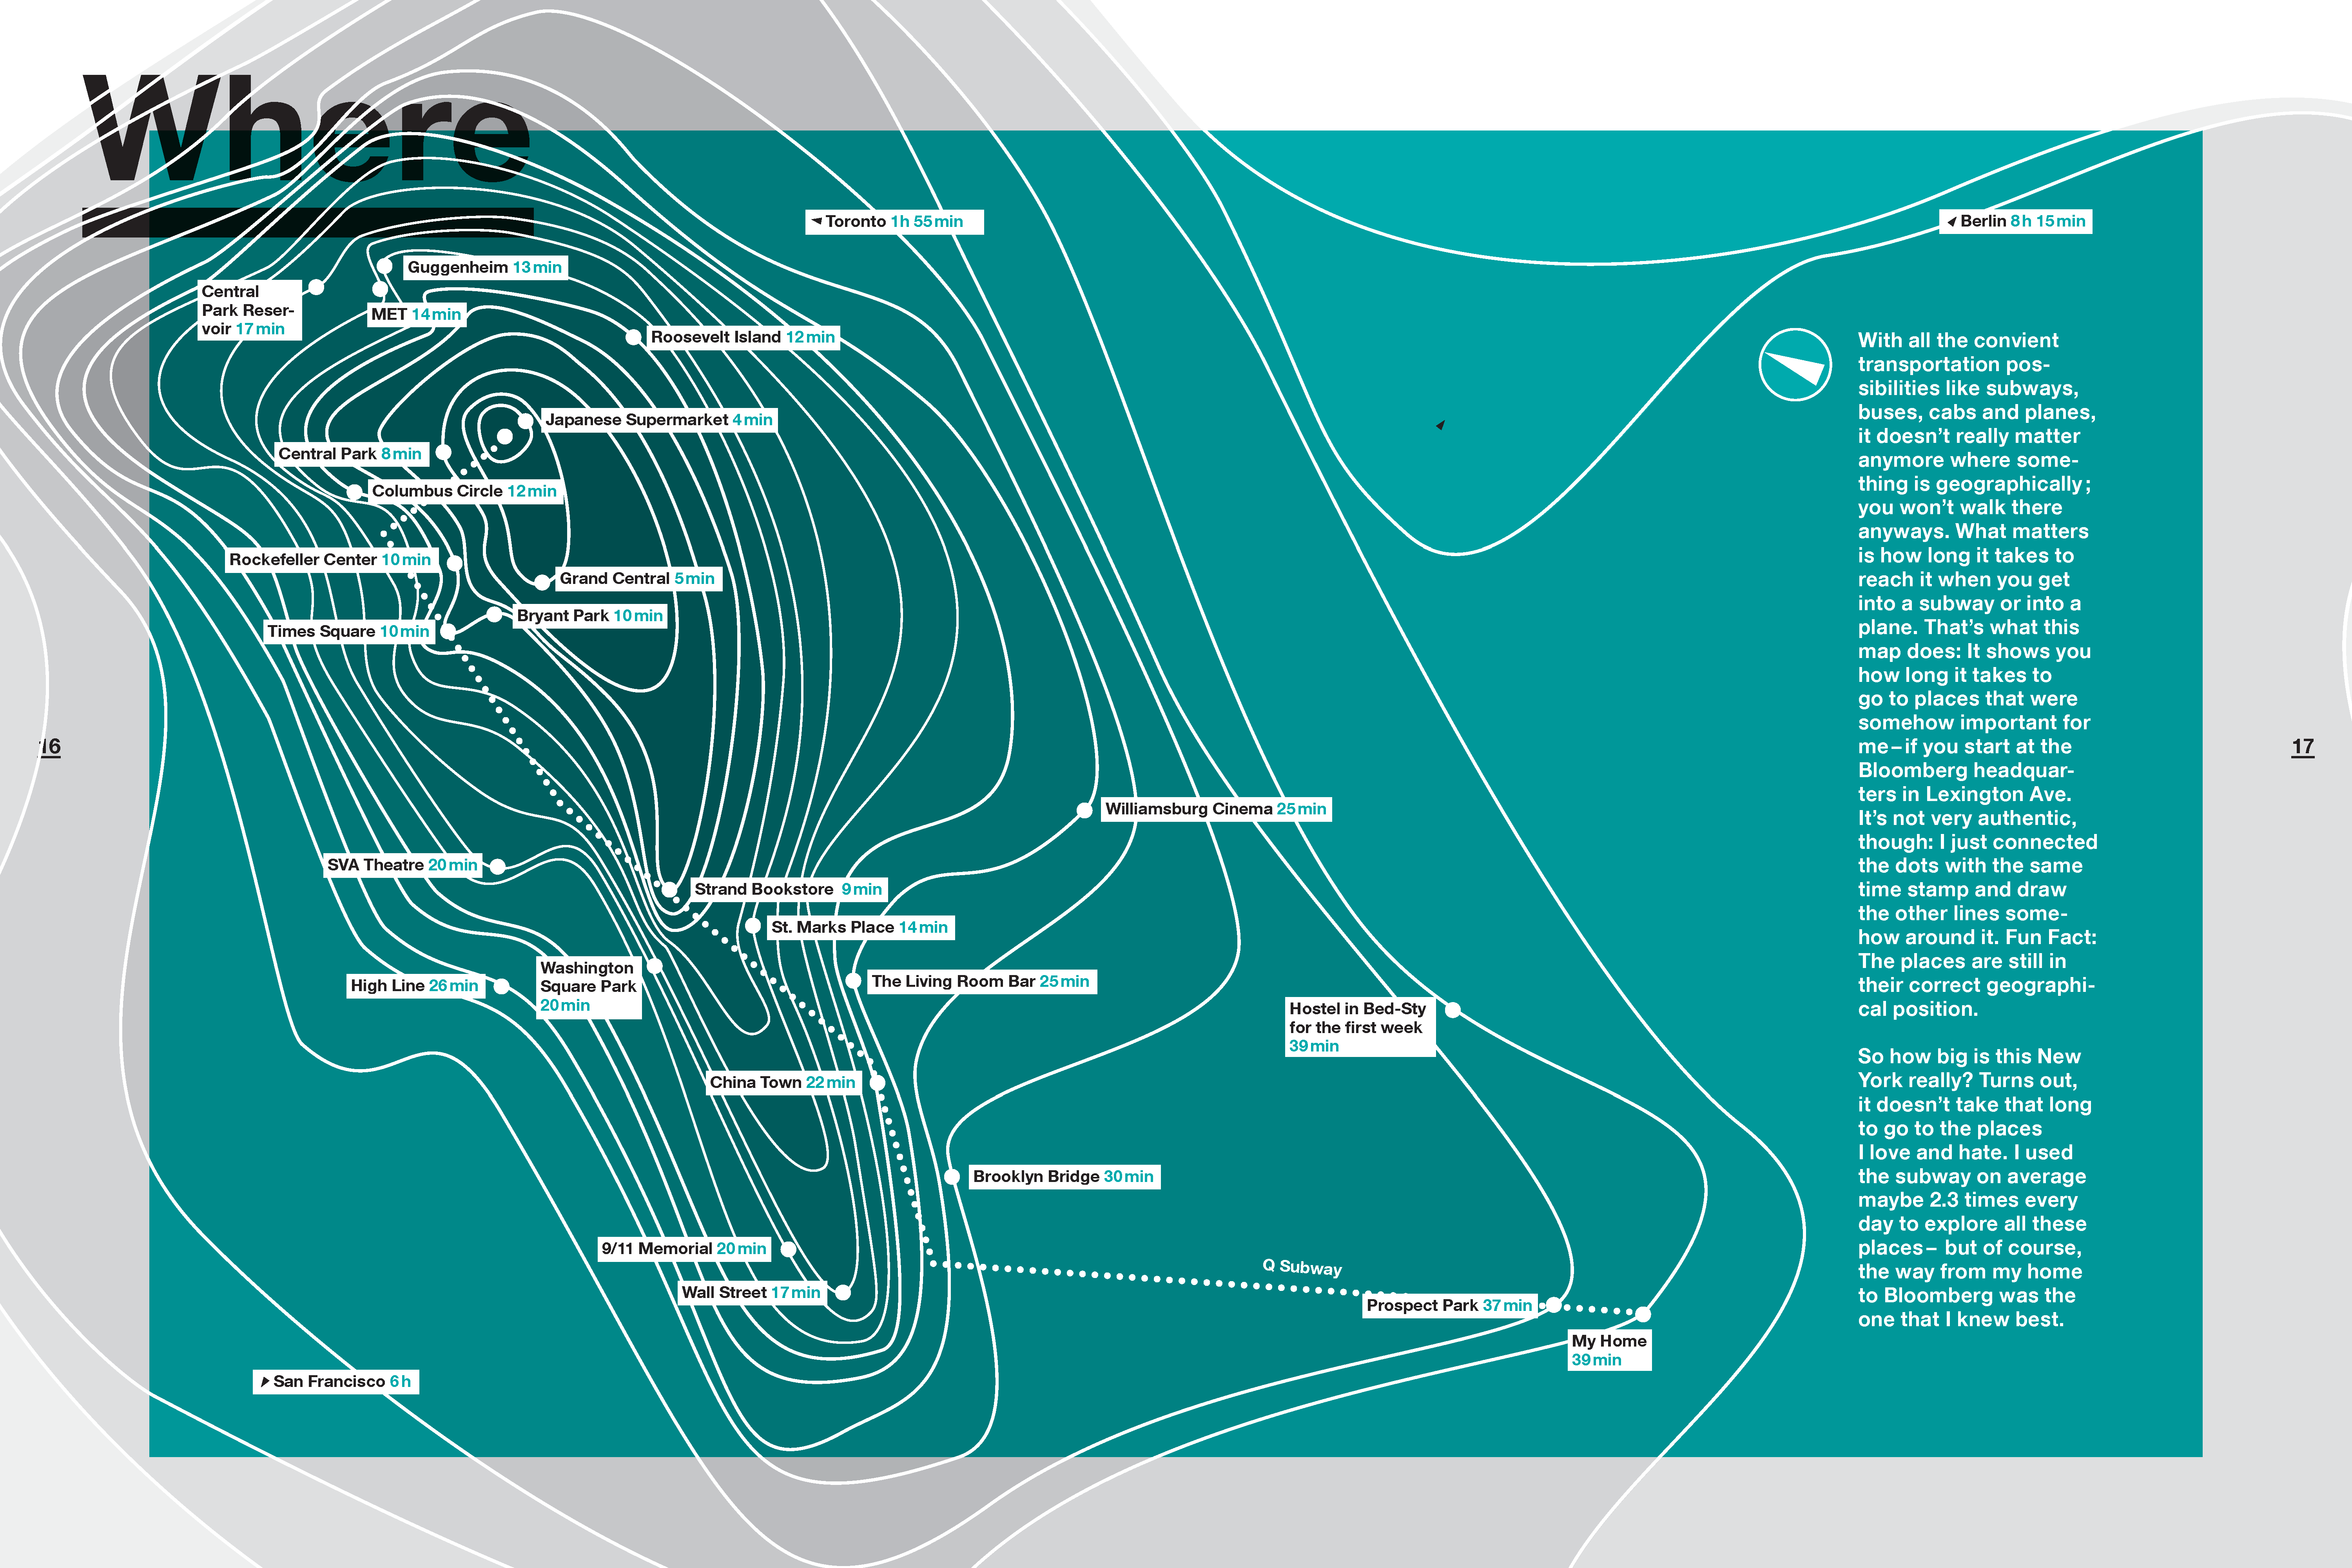 Where
Toronto 1h 55min
Berlin 8h 15min
Guggenheim 13min
Central
Park Reser-
voir 17min
MET 14min
Roosevelt Island 12min
Japanese Supermarket 4min
Central Park 8min
Columbus Circle 12min
Rockefeller Center 10min
Grand Central 5min
Bryant Park 10min
Times Square 10min
16
Williamsburg Cinema 25min
SVA Theatre 20min
Strand Bookstore 9min
St. Marks Place 14min
Washington
Square Park
20min
High Line 26min
The Living Room Bar 25min
Hostel in Bed-Sty
for the first week
39min
China Town 22min
Brooklyn Bridge 30min
9/11 Memorial 20min
Q Subway
Wall Street 17min
Prospect Park 37min
My Home
39min
San Francisco 6h
With all the convient
transportation pos-
sibilities like subways,
buses, cabs and planes,
it doesn't really matter
anymore where some-
thing is geographically;
you won't walk there
anyways. What matters
is how long it takes to
reach it when you get
into a subway or into a
plane. That's what this
map does: It shows you
how long it takes to
go to places that were
somehow important for
me – if you start at the
Bloomberg headquar-
ters in Lexington Ave.
It's not very authentic,
though: I just connected
the dots with the same
time stamp and draw
the other lines some-
how around it. Fun Fact:
The places are still in
their correct geographi-
cal position.
So how big is this New
York really? Turns out,
it doesn't take that long
to go to the places
I love and hate. I used
the subway on average
maybe 2.3 times every
day to explore all these
places – but of course,
the way from my home
to Bloomberg was the
one that I knew best.
17